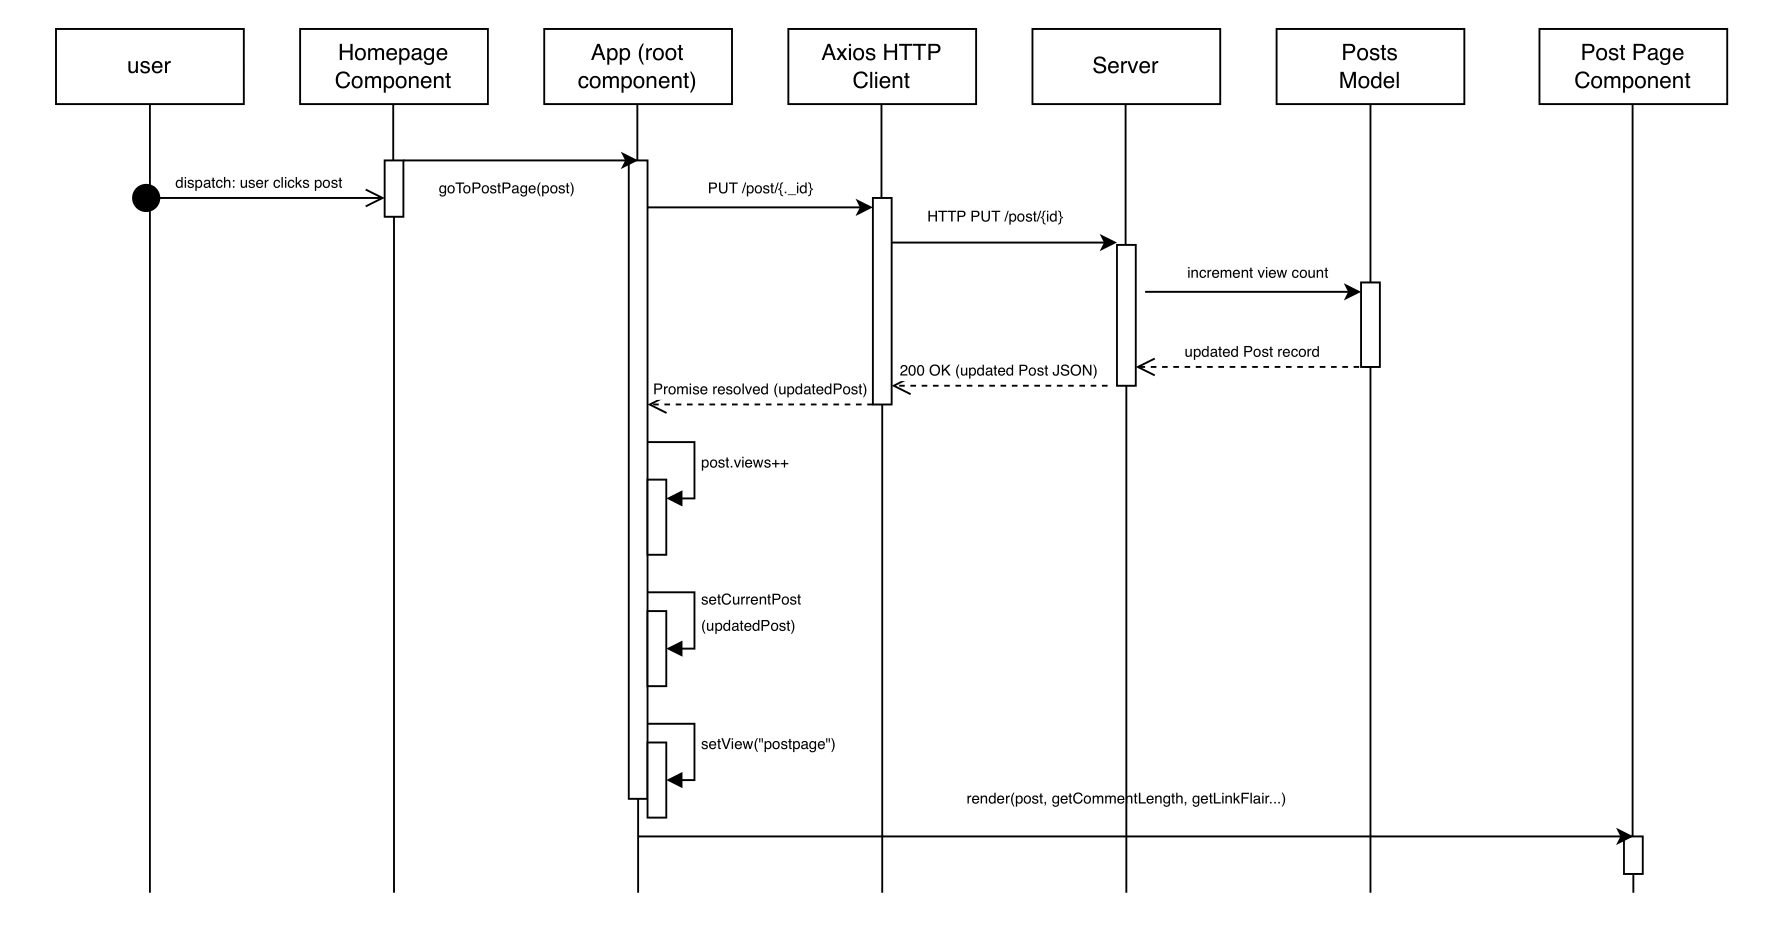 user
Homepage
Component
App (root
component)
Axios HTTP
Client
Server
Posts
Model
Post Page
Component
dispatch: user clicks post
goToPostPage(post)
PUT /post/{._id}
HTTP PUT /post/{id}
increment view count
updated Post record
200 OK (updated Post JSON)
Promise resolved (updatedPost)
post.views++
setCurrentPost
(updatedPost)
setView("postpage")
render(post, getCommentLength, getLinkFlair...)